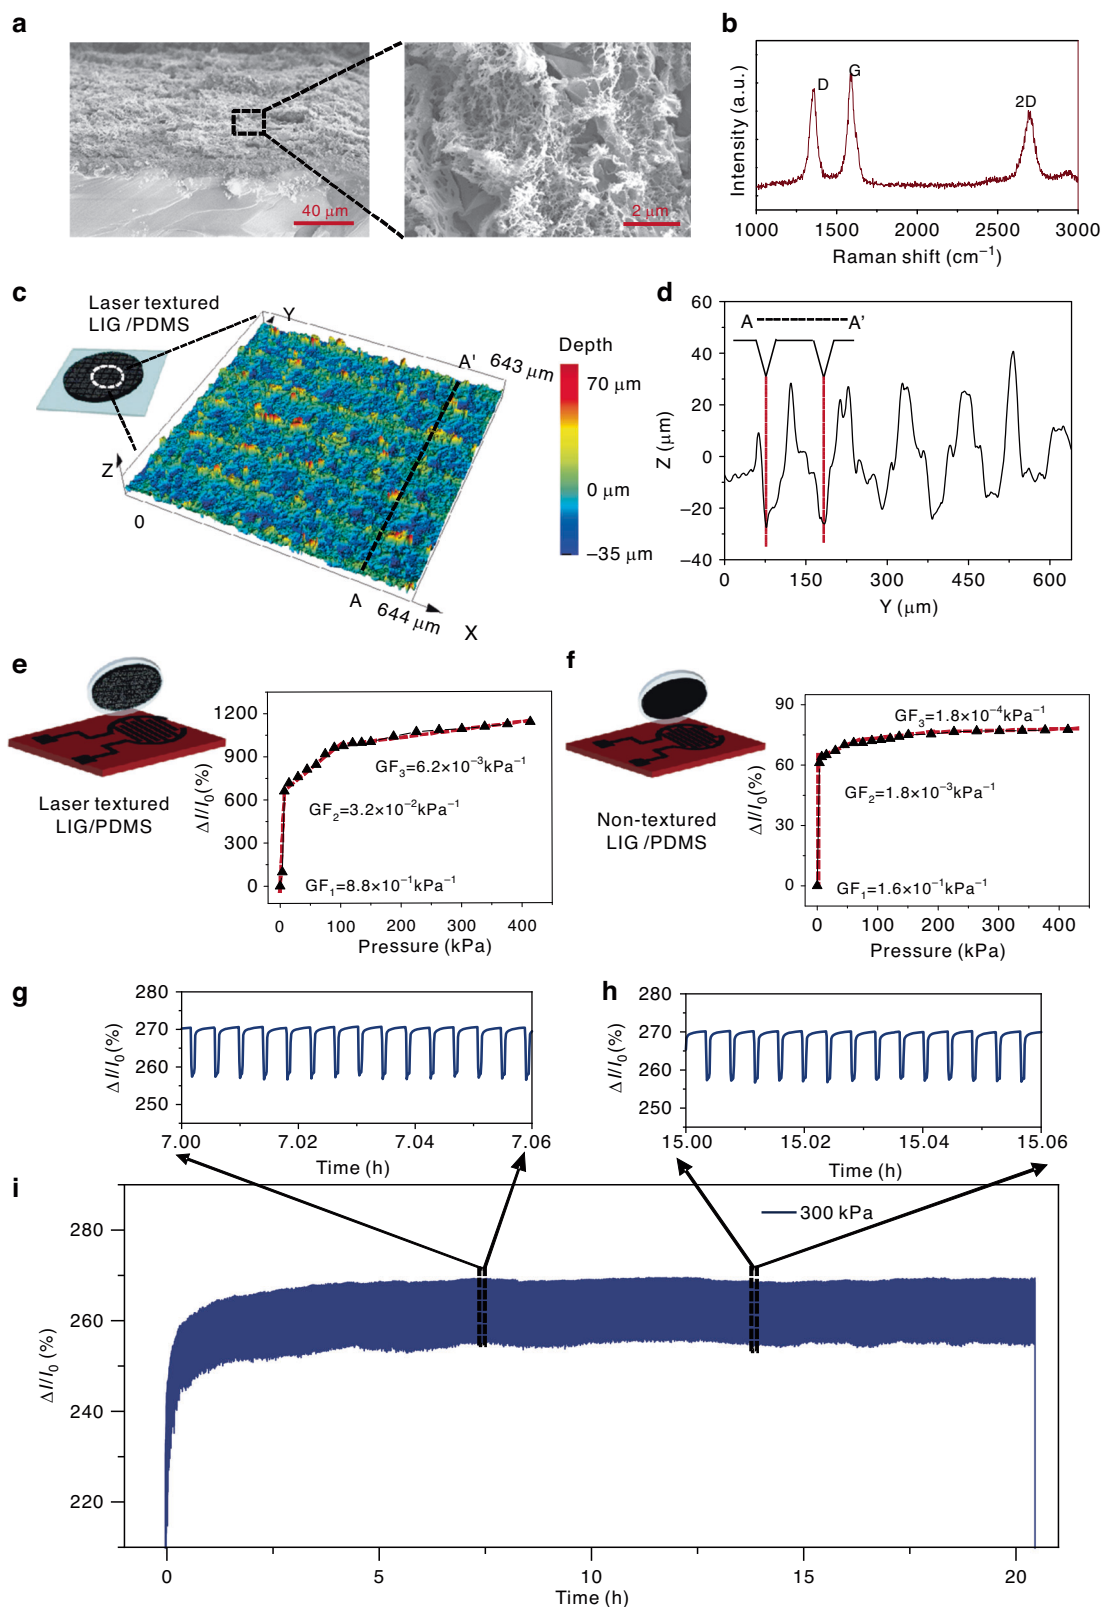 a
40 μm
2 μm
b
Intensity (a.u.)
D
G
2D
1000
1500
2000
2500
3000
Raman shift (cm⁻¹)
c
Laser textured
LIG /PDMS
Y
A'
643 μm
Z
0
A
644 μm
X
Depth
70 μm
0 μm
−35 μm
d
Z (μm)
60
40
20
0
−20
−40
A
A'
0
150
300
450
600
Y (μm)
e
Laser textured
LIG/PDMS
ΔI/I₀(%)
1200
900
600
300
0
GF₃=6.2×10⁻³kPa⁻¹
GF₂=3.2×10⁻²kPa⁻¹
GF₁=8.8×10⁻¹kPa⁻¹
0
100
200
300
400
Pressure (kPa)
f
Non-textured
LIG /PDMS
ΔI/I₀(%)
90
60
30
0
GF₃=1.8×10⁻⁴kPa⁻¹
GF₂=1.8×10⁻³kPa⁻¹
GF₁=1.6×10⁻¹kPa⁻¹
0
100
200
300
400
Pressure (kPa)
g
ΔI/I₀(%)
280
270
260
250
7.00
7.02
7.04
7.06
Time (h)
h
ΔI/I₀(%)
280
270
260
250
15.00
15.02
15.04
15.06
Time (h)
i
300 kPa
ΔI/I₀ (%)
280
260
240
220
0
5
10
15
20
Time (h)